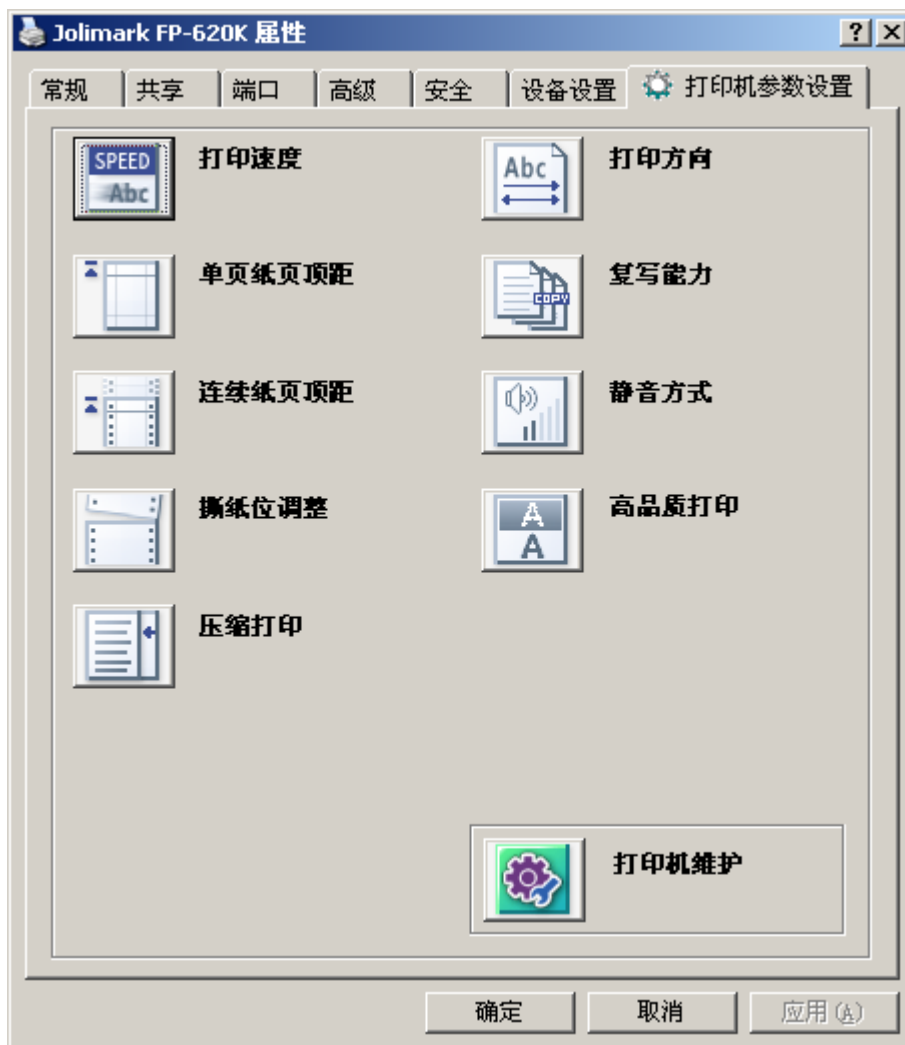 Jolimark FP-620K 属性
常规 共享 端口 高级 安全 设备设置 打印机参数设置
SPEED
Abc
打印速度
Abc
打印方向
单页纸页顶距
COPY
复写能力
连续纸页顶距
静音方式
撕纸位调整
A
A
高品质打印
压缩打印
打印机维护
确定 取消 应用(A)